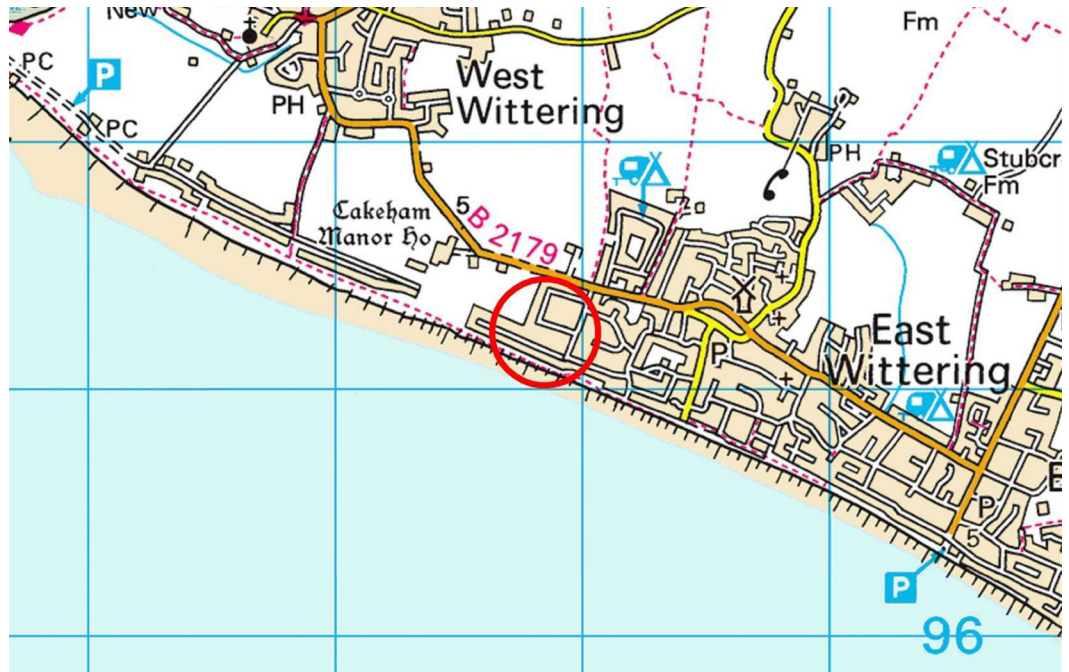 New
Fm
PC
P
West
Wittering
PH
PC
PH
Stubcr
Fm
5
B 2179
Cakeham
Manor Ho
East
Wittering
P
P
5
P
96